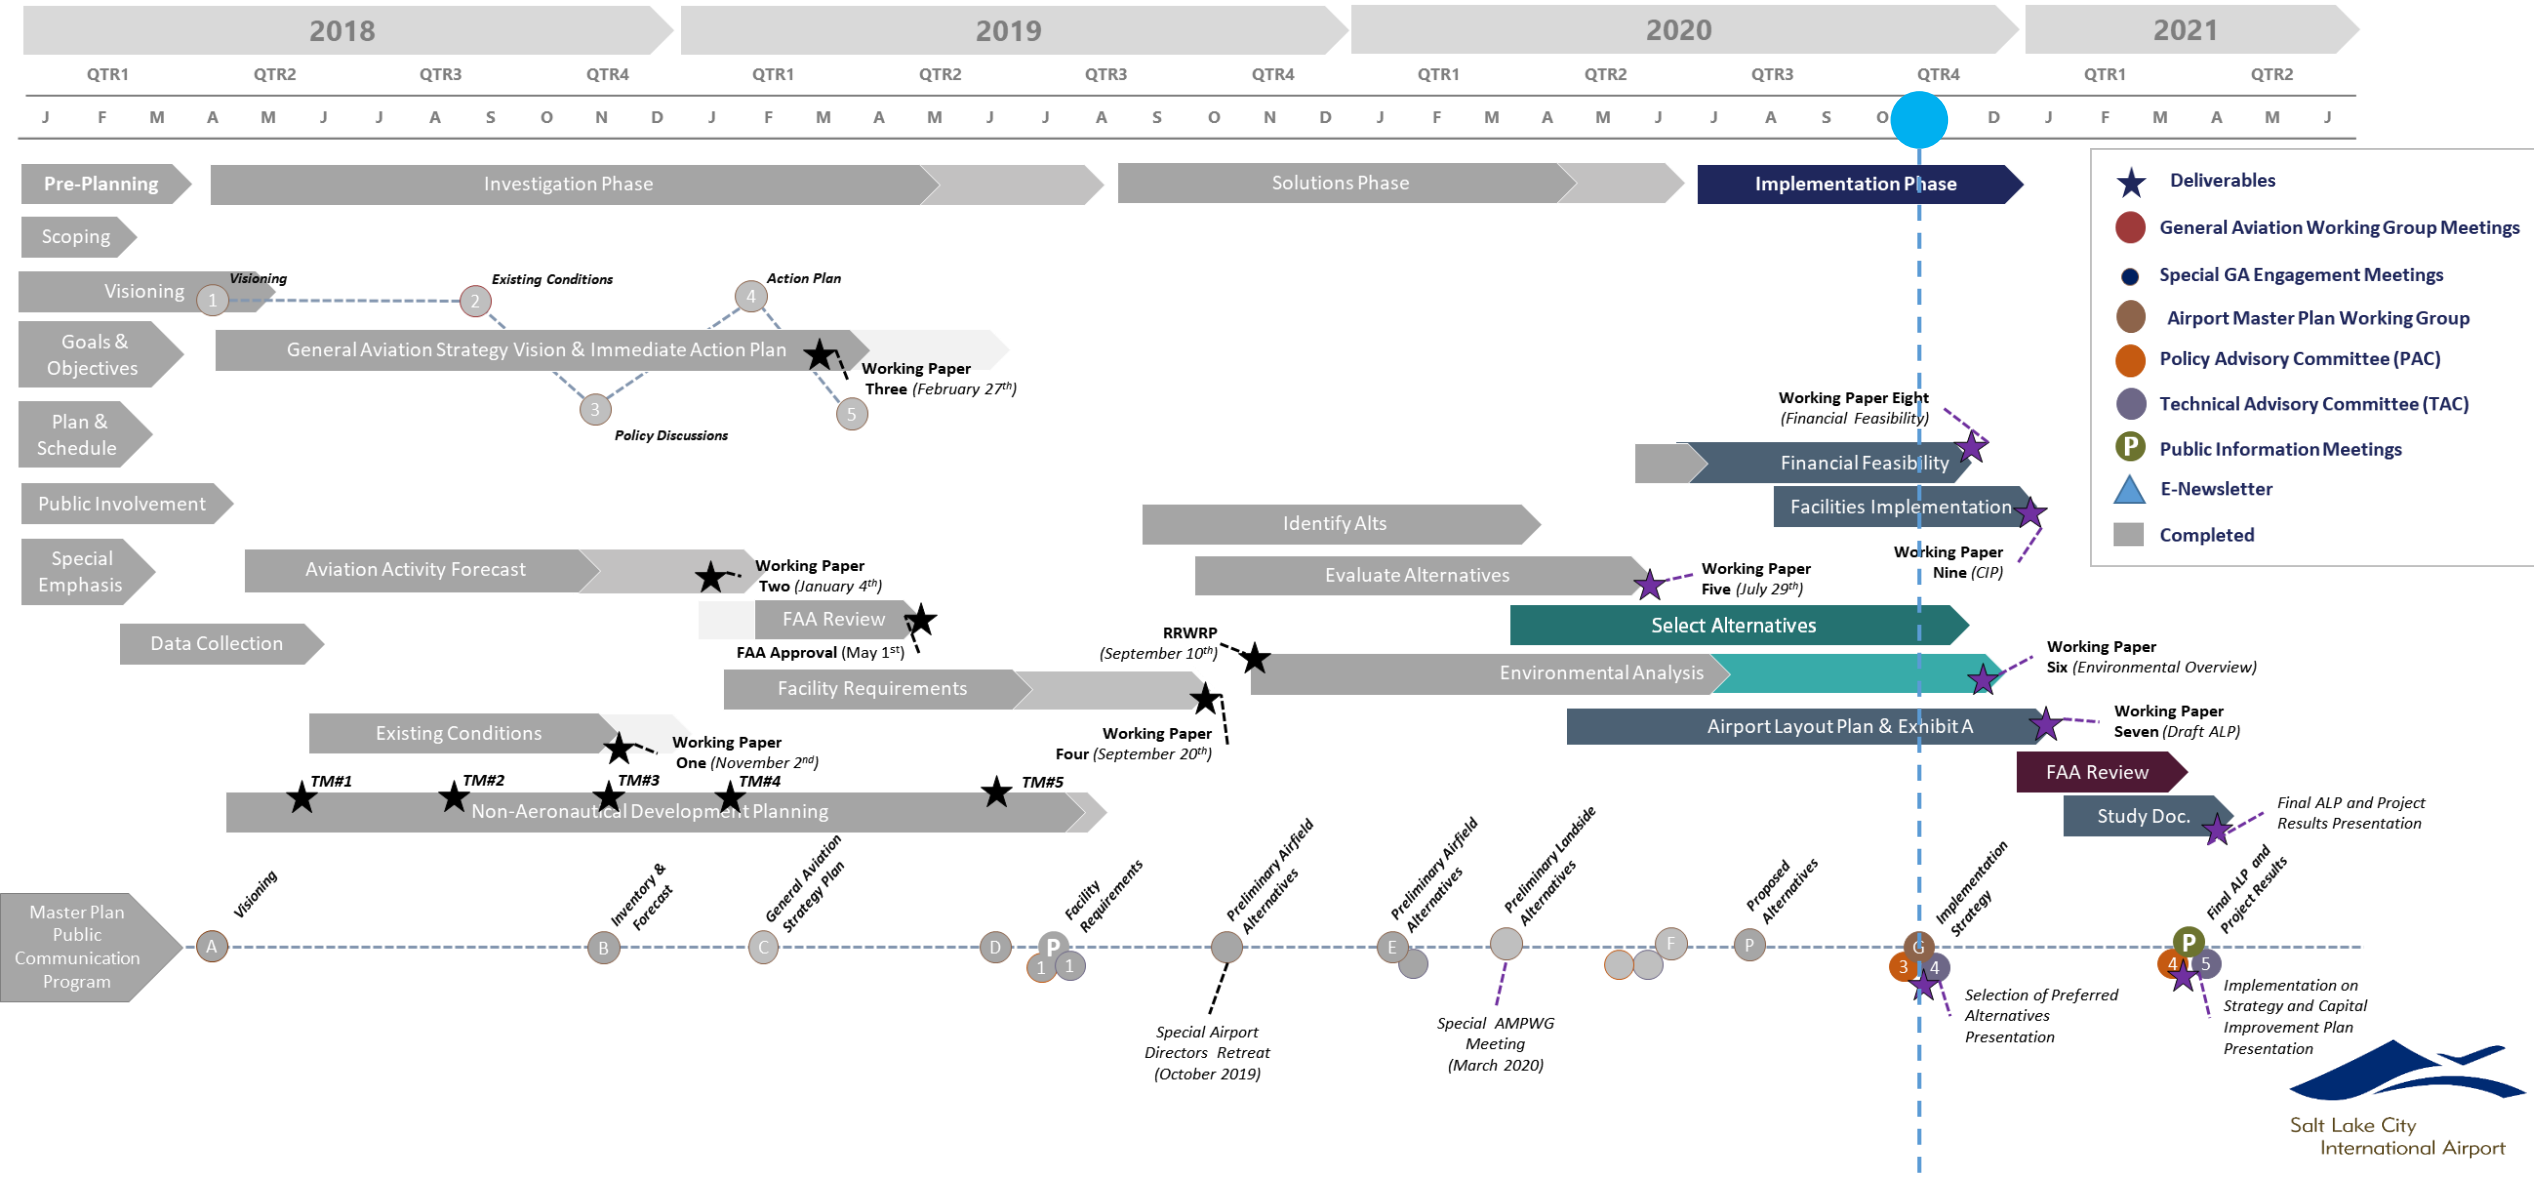 2018
2019
2020
2021
QTR1 QTR2 QTR3 QTR4 QTR1 QTR2 QTR3 QTR4 QTR1 QTR2 QTR3 QTR4 QTR1 QTR2
J F M A M J J A S O N D J F M A M J J A S O N D J F M A M J J A S O D J F M A M J
Pre-Planning
Investigation Phase
Solutions Phase
Implementation Phase
Deliverables
General Aviation Working Group Meetings
Special GA Engagement Meetings
Airport Master Plan Working Group
Policy Advisory Committee (PAC)
Technical Advisory Committee (TAC)
P
Public Information Meetings
E-Newsletter
Completed
Scoping
Visioning
1
Visioning
2
Existing Conditions
4
Action Plan
Goals &
Objectives
General Aviation Strategy Vision & Immediate Action Plan
Working Paper
Three (February 27th)
3
Policy Discussions
5
Plan &
Schedule
Working Paper Eight
(Financial Feasibility)
Financial Feasibility
Public Involvement
Facilities Implementation
Identify Alts
Working Paper
Nine (CIP)
Special
Emphasis
Aviation Activity Forecast
Working Paper
Two (January 4th)
Evaluate Alternatives
Working Paper
Five (July 29th)
FAA Review
FAA Approval (May 1st)
Select Alternatives
Data Collection
RRWRP
(September 10th)
Environmental Analysis
Working Paper
Six (Environmental Overview)
Facility Requirements
Working Paper
Four (September 20th)
Airport Layout Plan & Exhibit A
Working Paper
Seven (Draft ALP)
Existing Conditions
Working Paper
One (November 2nd)
FAA Review
TM#1
TM#2
TM#3
TM#4
TM#5
Non-Aeronautical Development Planning
Study Doc.
Final ALP and Project
Results Presentation
Master Plan
Public
Communication
Program
A
Visioning
B
Inventory &
Forecast
C
General Aviation
Strategy Plan
D
P
1
1
Facility
Requirements
Preliminary Airfield
Alternatives
Special Airport
Directors Retreat
(October 2019)
E
Preliminary Airfield
Alternatives
Preliminary Landside
Alternatives
Special AMPWG
Meeting
(March 2020)
F
P
Proposed
Alternatives
G
3
4
Implementation
Strategy
Selection of Preferred
Alternatives
Presentation
P
4
5
Final ALP and
Project Results
Implementation on
Strategy and Capital
Improvement Plan
Presentation
Salt Lake City
International Airport